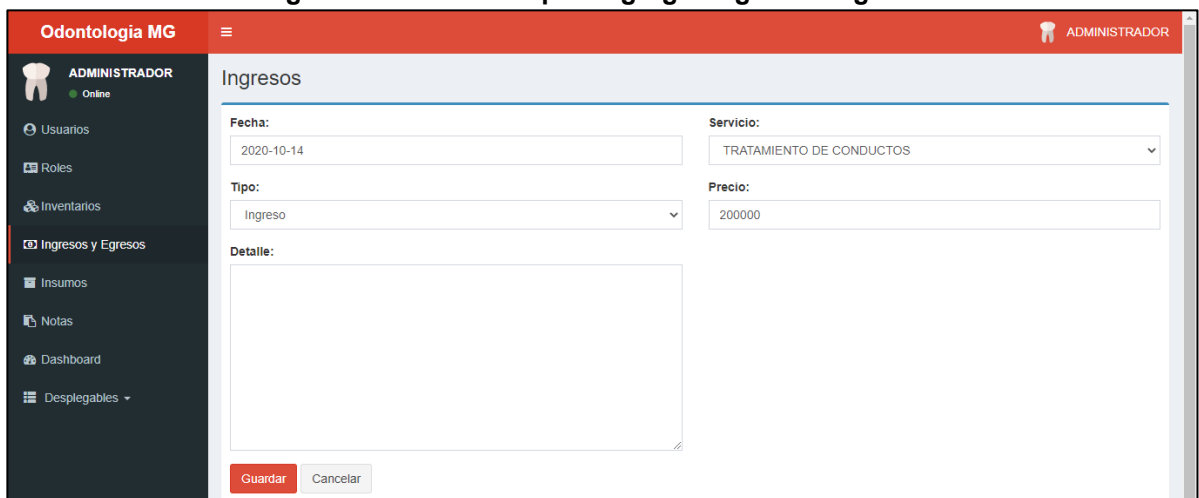 Odontologia MG
ADMINISTRADOR
ADMINISTRADOR
Online
Usuarios
Roles
Inventarios
Ingresos y Egresos
Insumos
Notas
Dashboard
Desplegables
Ingresos
Fecha:
2020-10-14
Servicio:
TRATAMIENTO DE CONDUCTOS
Tipo:
Ingreso
Precio:
200000
Detalle:
Guardar
Cancelar